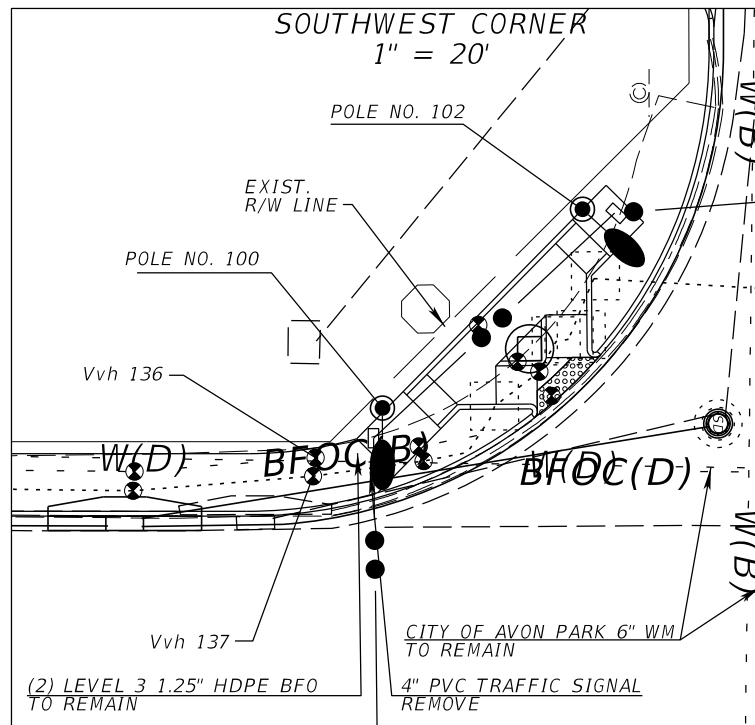 SOUTHWEST CORNER
1" = 20'
POLE NO. 102
W(B)
EXIST.
R/W LINE
POLE NO. 100
Vvh 136
SD
W(D)
BFOC(B)
W(D)
BFOC(D)
W(B)
Vvh 137
CITY OF AVON PARK 6" WM
TO REMAIN
(2) LEVEL 3 1.25" HDPE BFO
TO REMAIN
4" PVC TRAFFIC SIGNAL
REMOVE